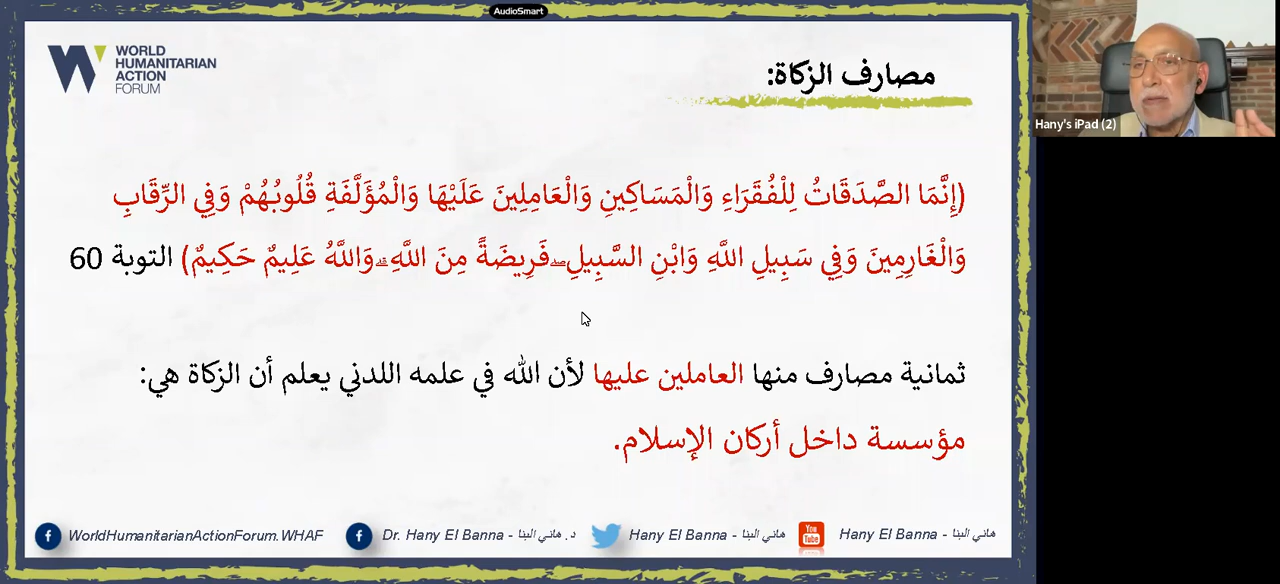 AudioSmart
WORLD
HUMANITARIAN
ACTION
FORUM
مصارف الزكاة:
(إِنَّمَا الصَّدَقَاتُ لِلْفُقَرَاءِ وَالْمَسَاكِينِ وَالْعَامِلِينَ عَلَيْهَا وَالْمُؤَلَّفَةِ قُلُوبُهُمْ وَفِي الرِّقَابِ
وَالْغَارِمِينَ وَفِي سَبِيلِ اللَّهِ وَابْنِ السَّبِيلِ ۖ فَرِيضَةً مِنَ اللَّهِ ۗ وَاللَّهُ عَلِيمٌ حَكِيمٌ) التوبة 60
ثمانية مصارف منها العاملين عليها لأن الله في علمه اللدني يعلم أن الزكاة هي:
مؤسسة داخل أركان الإسلام.
WorldHumanitarianActionForum.WHAF
Dr. Hany El Banna - د. هاني البنا
Hany El Banna - هاني البنا
You Tube
Hany El Banna - هاني البنا
Hany's iPad (2)